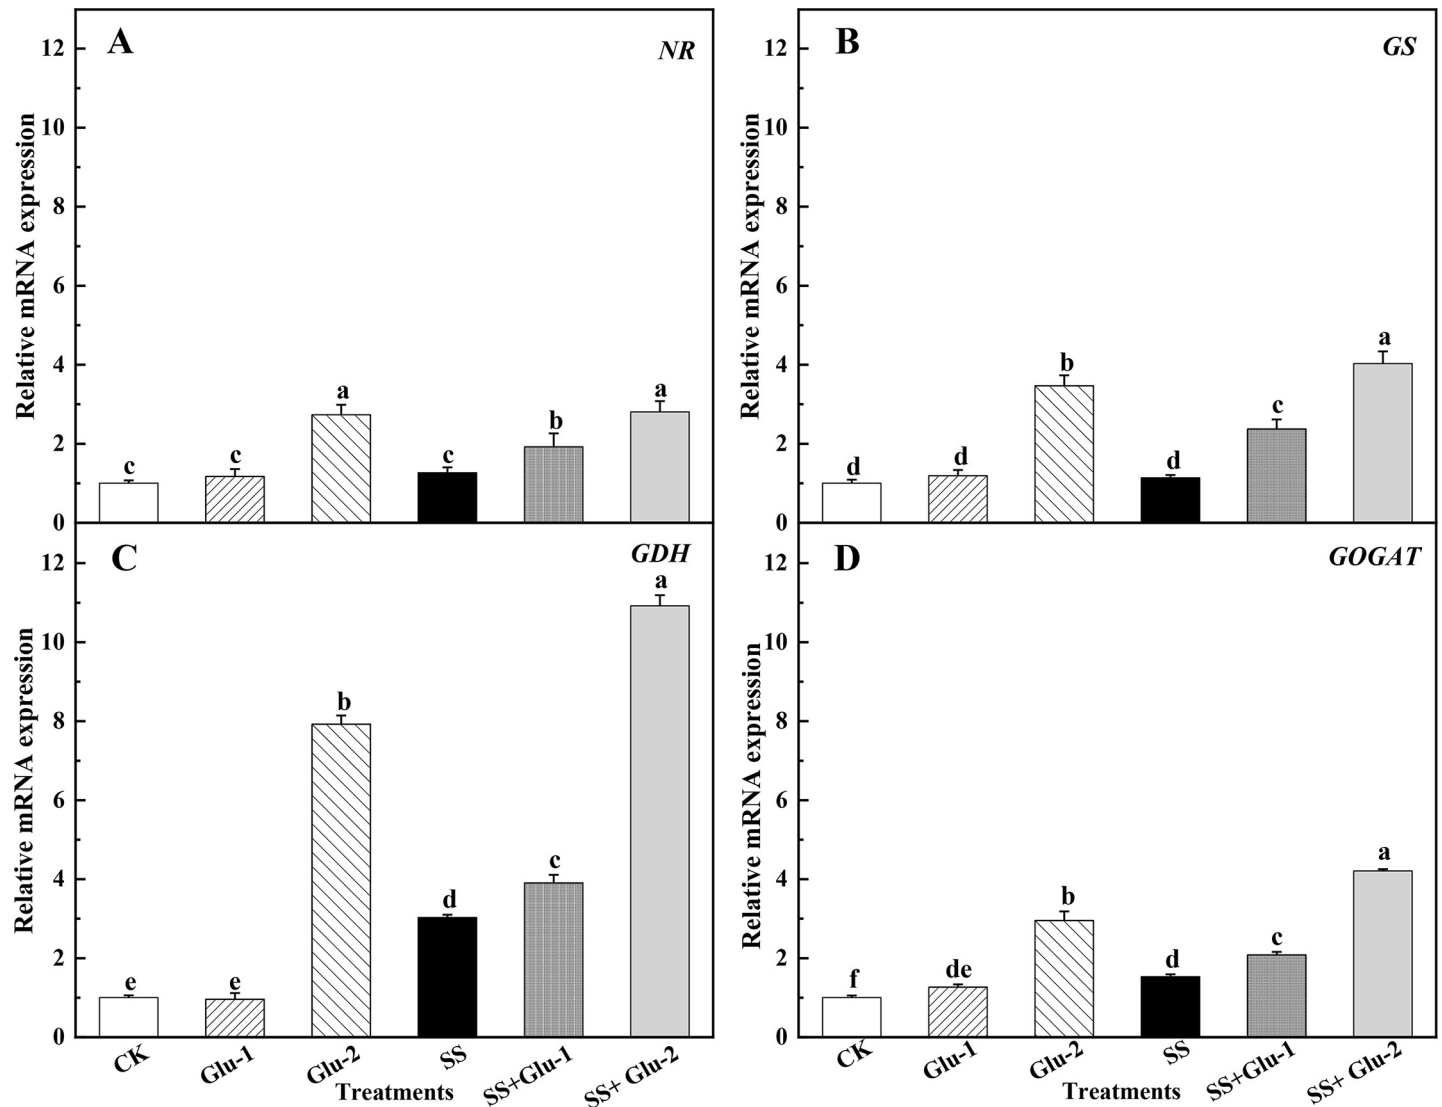 A
NR
Relative mRNA expression
12
10
8
6
4
2
0
c
c
a
c
b
a
B
GS
Relative mRNA expression
12
10
8
6
4
2
0
d
d
b
d
c
a
C
GDH
Relative mRNA expression
12
10
8
6
4
2
0
e
e
b
d
c
a
CK
Glu-1
Glu-2
SS
SS+Glu-1
SS+ Glu-2
Treatments
D
GOGAT
Relative mRNA expression
12
10
8
6
4
2
0
f
de
b
d
c
a
CK
Glu-1
Glu-2
SS
SS+Glu-1
SS+ Glu-2
Treatments